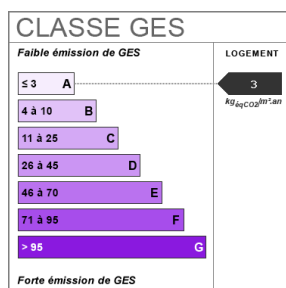 CLASSE GES
Faible émission de GES
LOGEMENT
≤ 3 A
3
kgéqCO2/m².an
4 à 10 B
11 à 25 C
26 à 45 D
46 à 70 E
71 à 95 F
> 95 G
Forte émission de GES